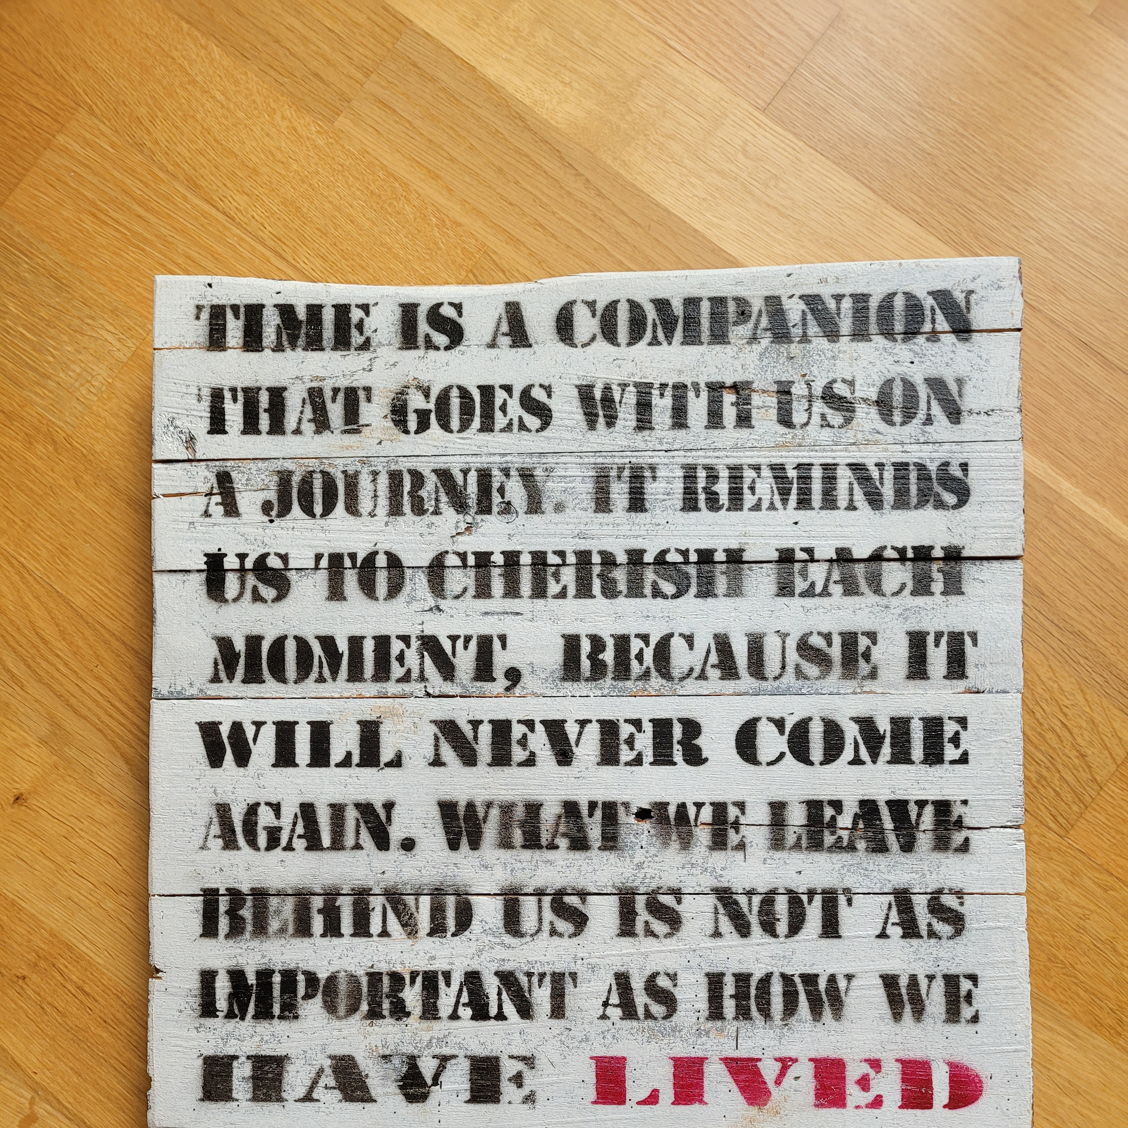 TIME IS A COMPANION
THAT GOES WITH US ON
A JOURNEY. IT REMINDS
US TO CHERISH EACH
MOMENT, BECAUSE IT
WILL NEVER COME
AGAIN. WHAT WE LEAVE
BEHIND US IS NOT AS
IMPORTANT AS HOW WE
HAVE LIVED